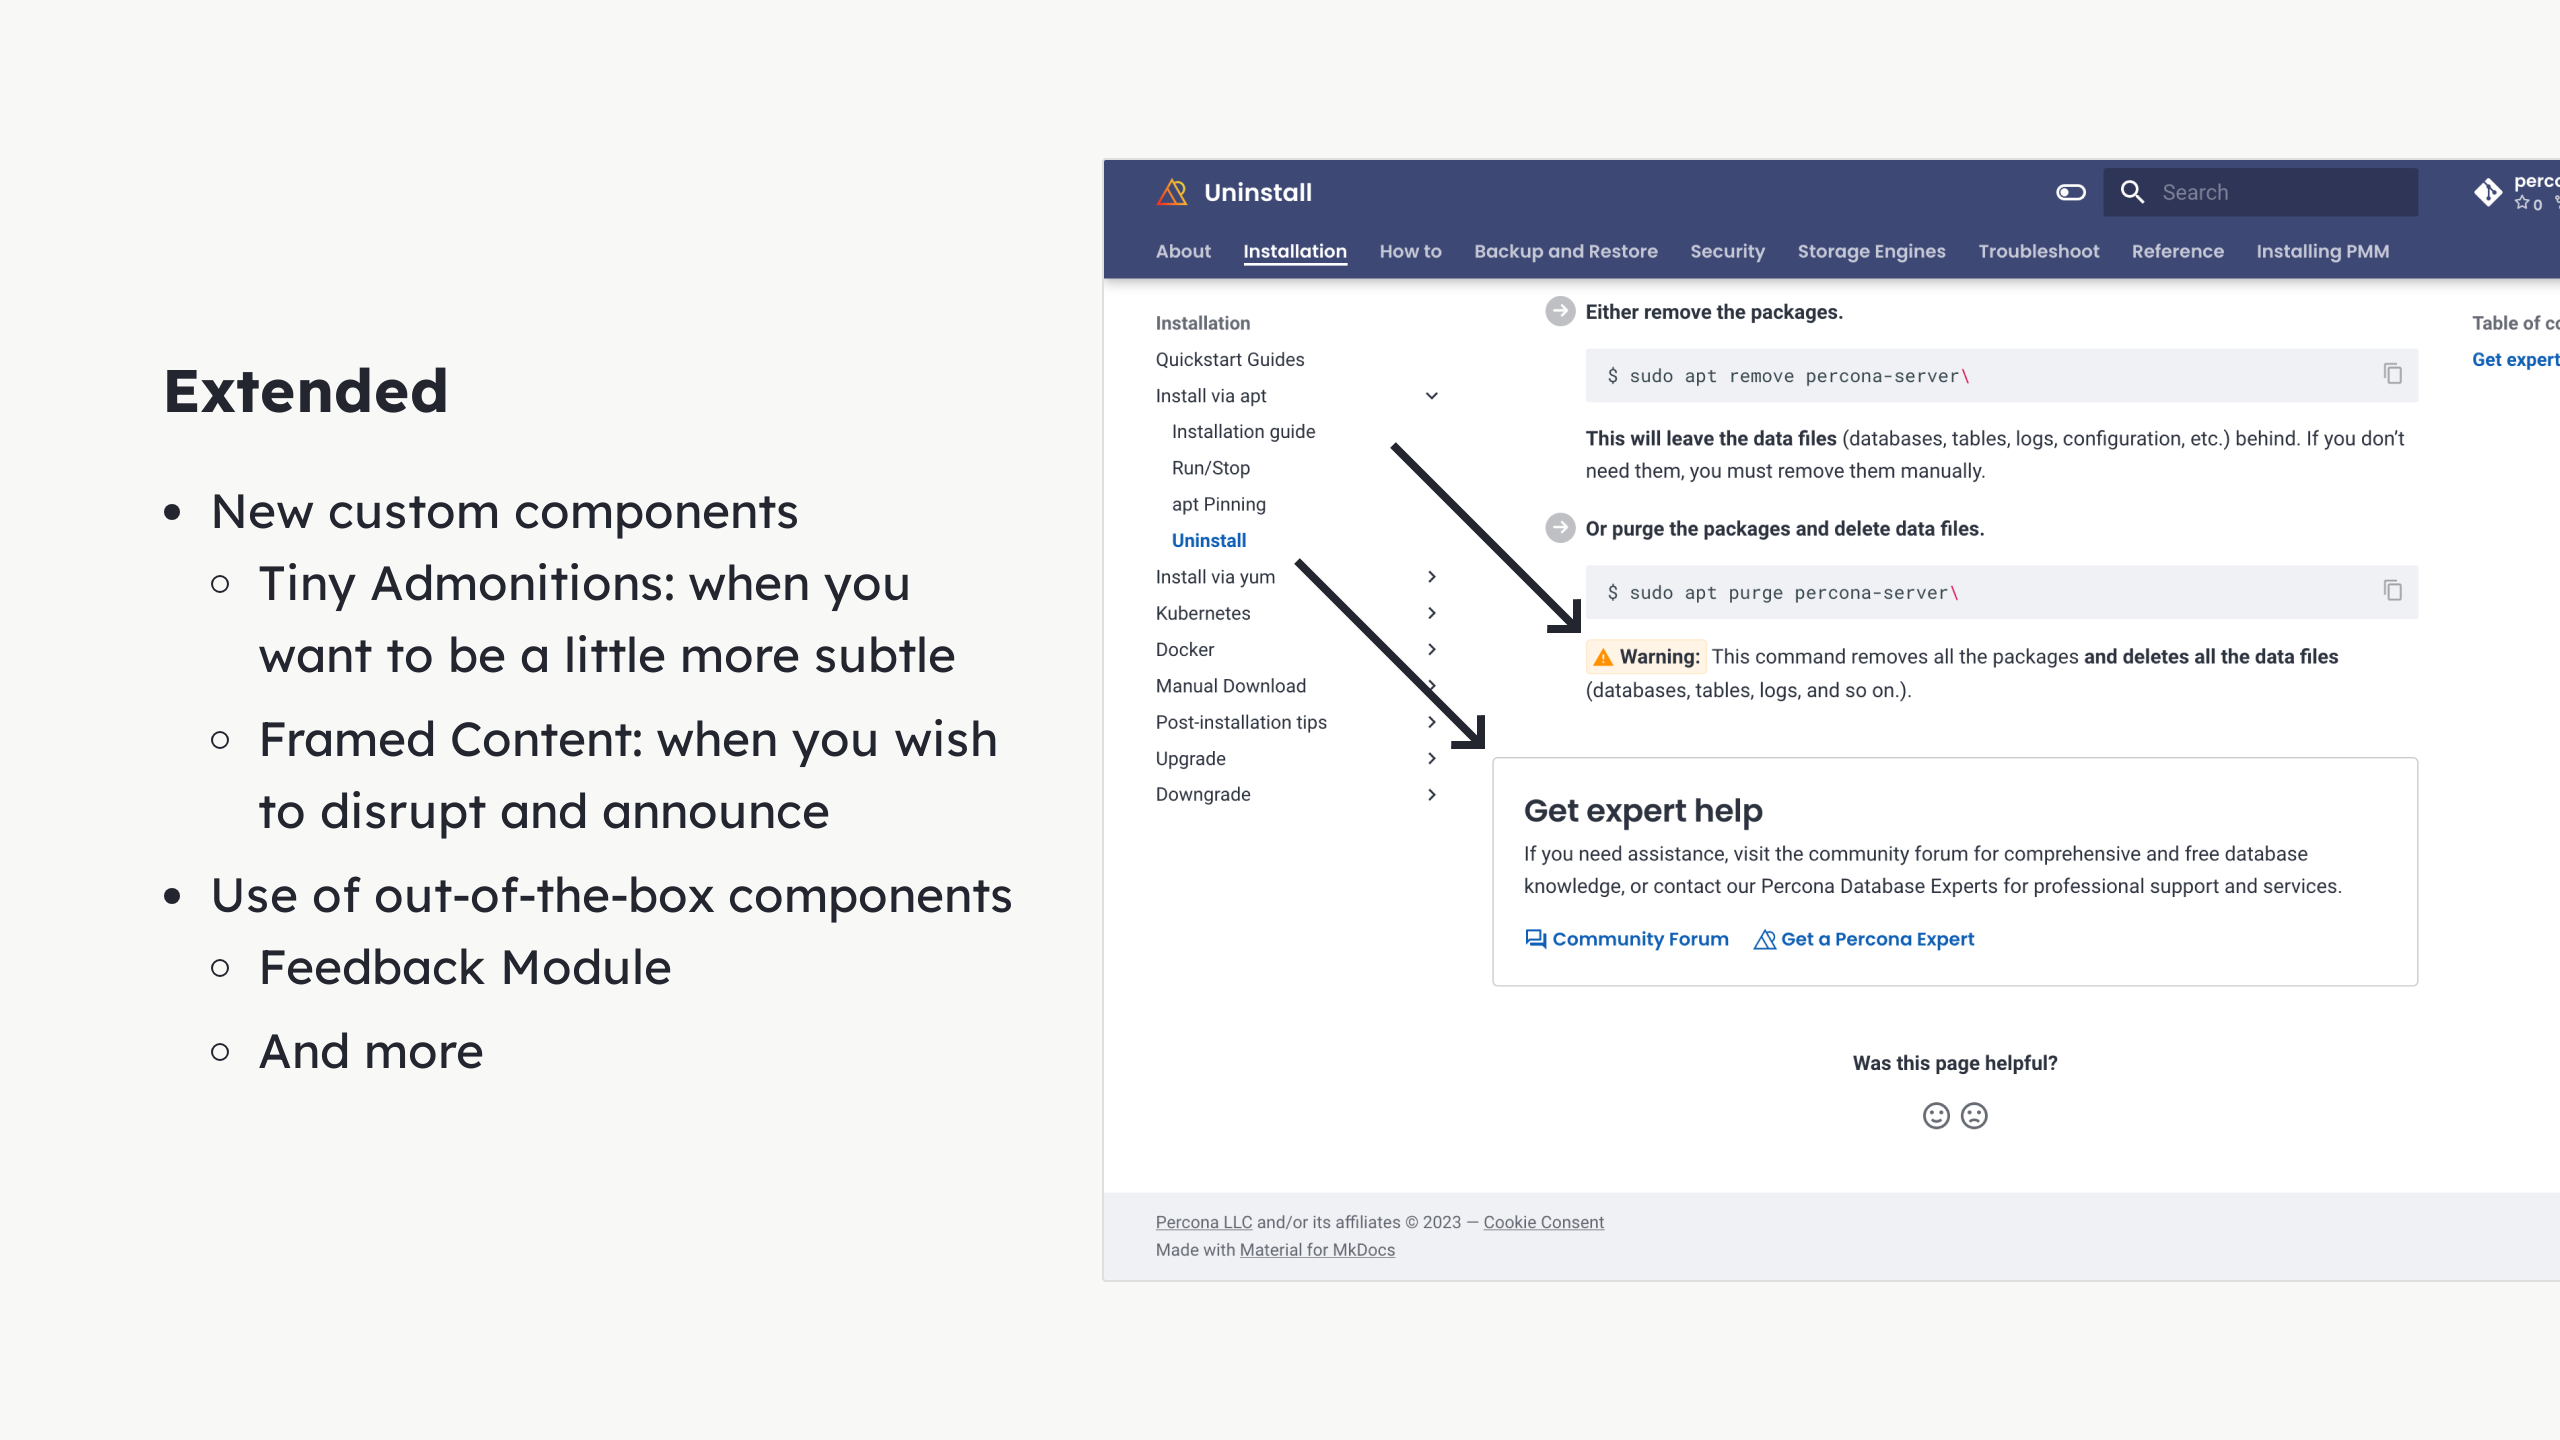 Extended
New custom components
Tiny Admonitions: when you
want to be a little more subtle
Framed Content: when you wish
to disrupt and announce
Use of out-of-the-box components
Feedback Module
And more
Uninstall
Search
perco
0
About Installation How to Backup and Restore Security Storage Engines Troubleshoot Reference Installing PMM
Installation
Quickstart Guides
Install via apt
Installation guide
Run/Stop
apt Pinning
Uninstall
Install via yum
Kubernetes
Docker
Manual Download
Post-installation tips
Upgrade
Downgrade
Either remove the packages.
$ sudo apt remove percona-server\
This will leave the data files (databases, tables, logs, configuration, etc.) behind. If you don’t
need them, you must remove them manually.
Or purge the packages and delete data files.
$ sudo apt purge percona-server\
Warning: This command removes all the packages and deletes all the data files
(databases, tables, logs, and so on.).
Get expert help
If you need assistance, visit the community forum for comprehensive and free database
knowledge, or contact our Percona Database Experts for professional support and services.
Community Forum Get a Percona Expert
Was this page helpful?
Table of co
Get expert
Percona LLC and/or its affiliates © 2023 — Cookie Consent
Made with Material for MkDocs